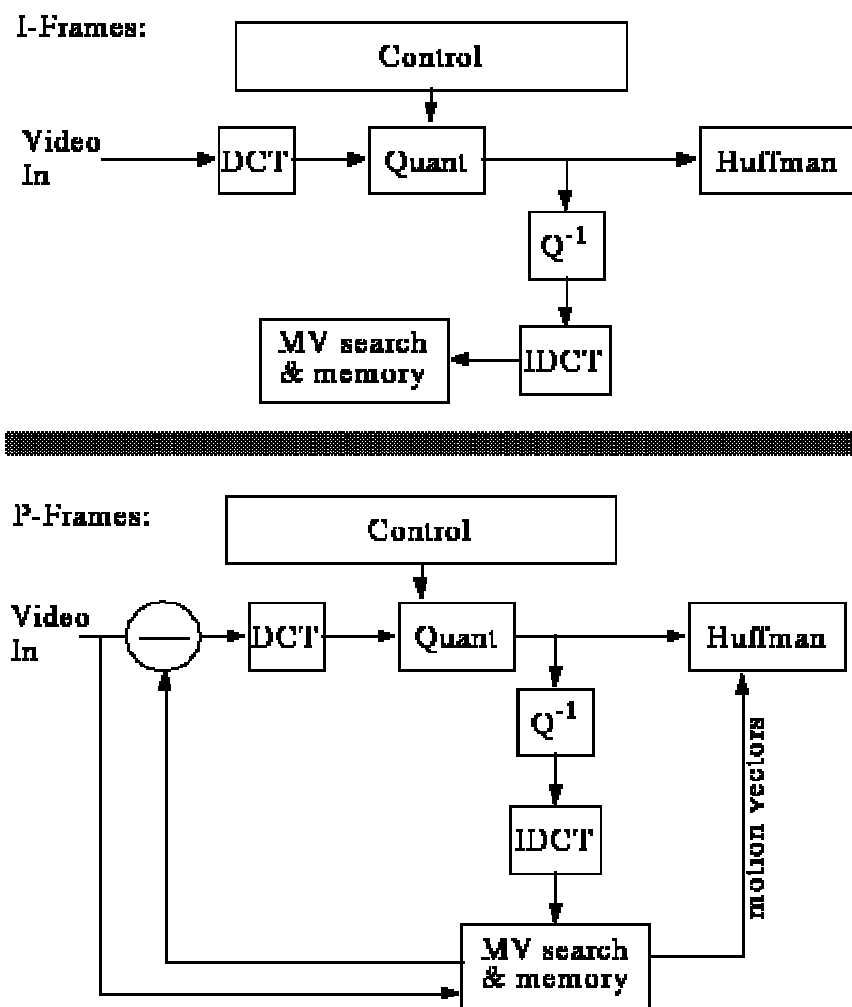 I-Frames:
Control
Video
In
DCT
Quant
Huffman
Q-1
IDCT
MV search
& memory
P-Frames:
Control
Video
In
DCT
Quant
Huffman
Q-1
IDCT
motion vectors
MV search
& memory